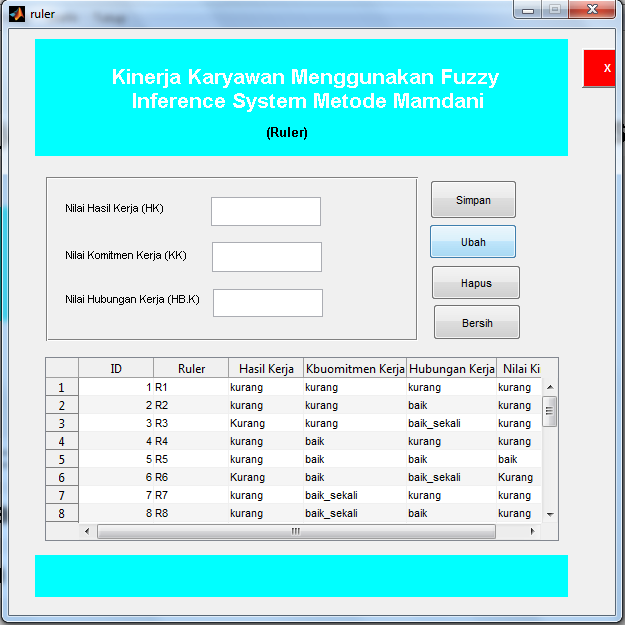 ruler
X
Kinerja Karyawan Menggunakan Fuzzy
Inference System Metode Mamdani
(Ruler)
Nilai Hasil Kerja (HK)
Nilai Komitmen Kerja (KK)
Nilai Hubungan Kerja (HB.K)
Simpan
Ubah
Hapus
Bersih
ID Ruler Hasil Kerja Kbuomitmen Kerja Hubungan Kerja Nilai Ki
1 1 R1 kurang kurang kurang kurang
2 2 R2 kurang kurang baik kurang
3 3 R3 Kurang kurang baik_sekali kurang
4 4 R4 kurang baik kurang kurang
5 5 R5 kurang baik baik baik
6 6 R6 Kurang baik baik_sekali Kurang
7 7 R7 kurang baik_sekali kurang kurang
8 8 R8 kurang baik_sekali baik kurang